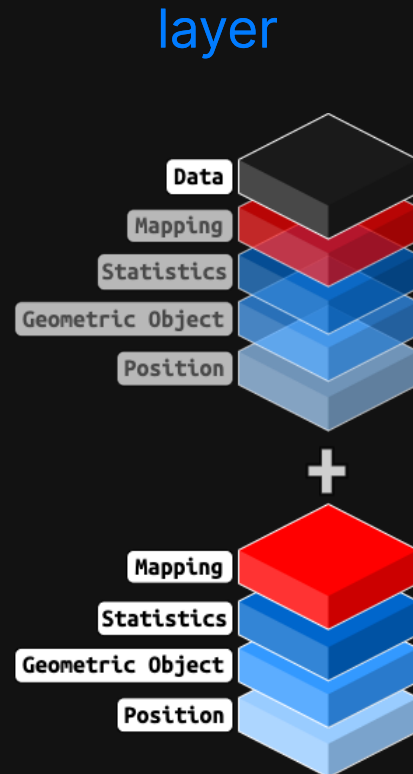 layer
Data
Mapping
Statistics
Geometric Object
Position
+
Mapping
Statistics
Geometric Object
Position